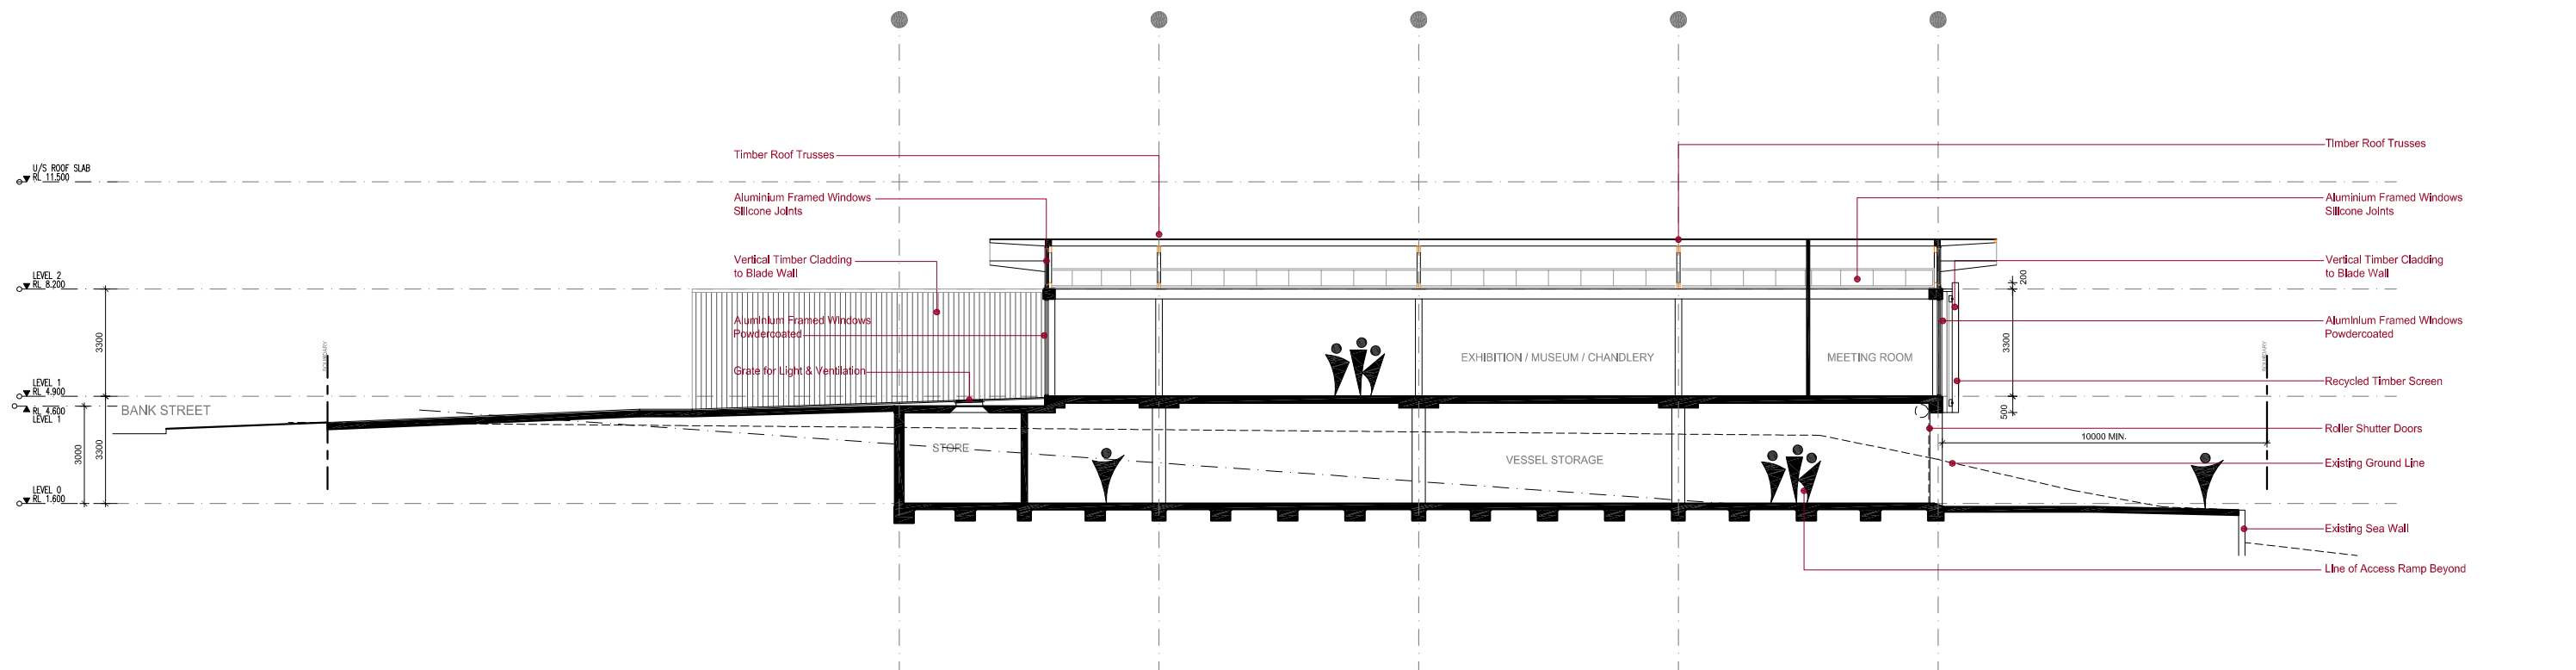 U/S ROOF SLAB
RL 11,500
LEVEL 2
RL 8.200
LEVEL 1
RL 4.900
RL 4.600
LEVEL 1
LEVEL 0
RL 1.600
3300
3000
3300
BANK STREET
BOUNDARY
Timber Roof Trusses
Aluminium Framed Windows
Silicone Joints
Vertical Timber Cladding
to Blade Wall
Aluminium Framed Windows
Powdercoated
Grate for Light & Ventilation
STORE
EXHIBITION / MUSEUM / CHANDLERY
MEETING ROOM
VESSEL STORAGE
200
3300
500
10000 MIN.
BOUNDARY
Timber Roof Trusses
Aluminium Framed Windows
Silicone Joints
Vertical Timber Cladding
to Blade Wall
Aluminium Framed Windows
Powdercoated
Recycled Timber Screen
Roller Shutter Doors
Existing Ground Line
Existing Sea Wall
Line of Access Ramp Beyond